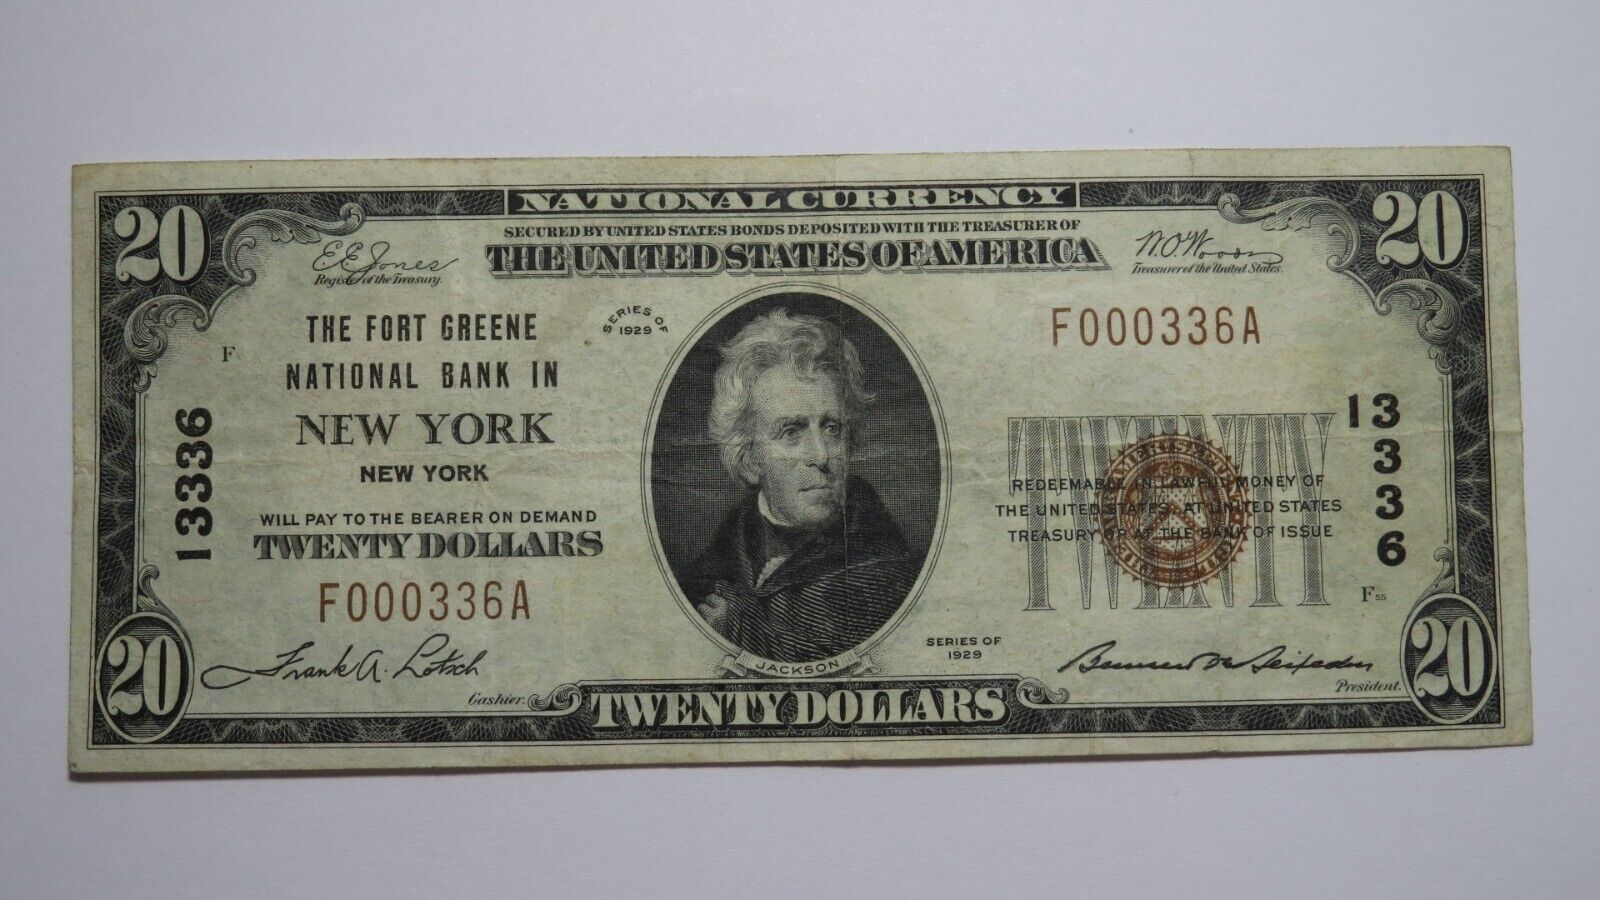 NATIONAL CURRENCY
SECURED BY UNITED STATES BONDS DEPOSITED WITH THE TREASURER OF
THE UNITED STATES OF AMERICA
20
20
E.E. Jones
Register of the Treasury.
W.O. Woods
Treasurer of the United States.
SERIES OF
1929
THE FORT GREENE
NATIONAL BANK IN
NEW YORK
NEW YORK
F
F000336A
13336
13336
WILL PAY TO THE BEARER ON DEMAND
TWENTY DOLLARS
F000336A
TWENTY
REDEEMABLE IN LAWFUL MONEY OF
THE UNITED STATES AT UNITED STATES
TREASURY OR AT THE BANK OF ISSUE
F55
Frank A. Lotsch
Cashier.
JACKSON
SERIES OF
1929
President.
20
TWENTY DOLLARS
20